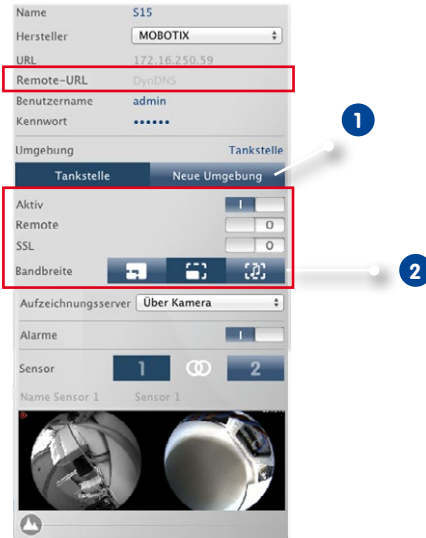 Name S15
Hersteller MOBOTIX
URL 172.16.250.59
Remote-URL DynDNS
Benutzername admin
Kennwort ••••••
1
Umgebung Tankstelle
Tankstelle Neue Umgebung
Aktiv I
Remote O
SSL O
Bandbreite
2
Aufzeichnungsserver Über Kamera
Alarme I
Sensor 1 2
Name Sensor 1 Sensor 1